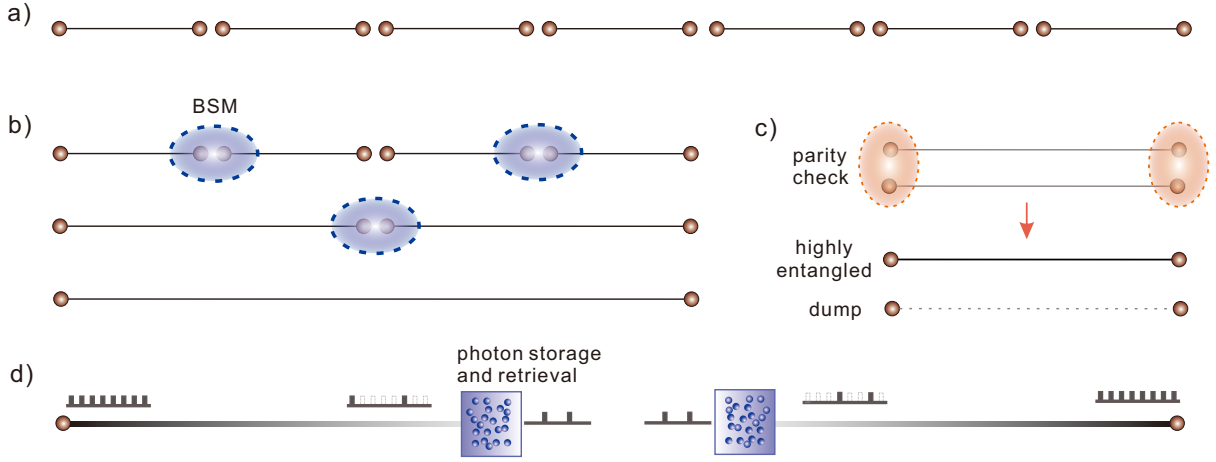 a)
BSM
b)
c)
parity
check
highly
entangled
dump
photon storage
and retrieval
d)